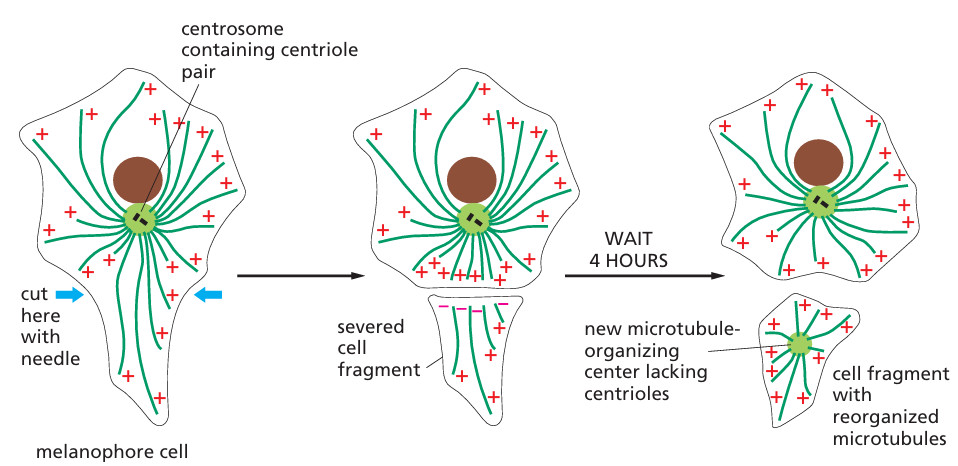 centrosome
containing centriole
pair
cut
here
with
needle
melanophore cell
severed
cell
fragment
WAIT
4 HOURS
new microtubule-
organizing
center lacking
centrioles
cell fragment
with
reorganized
microtubules